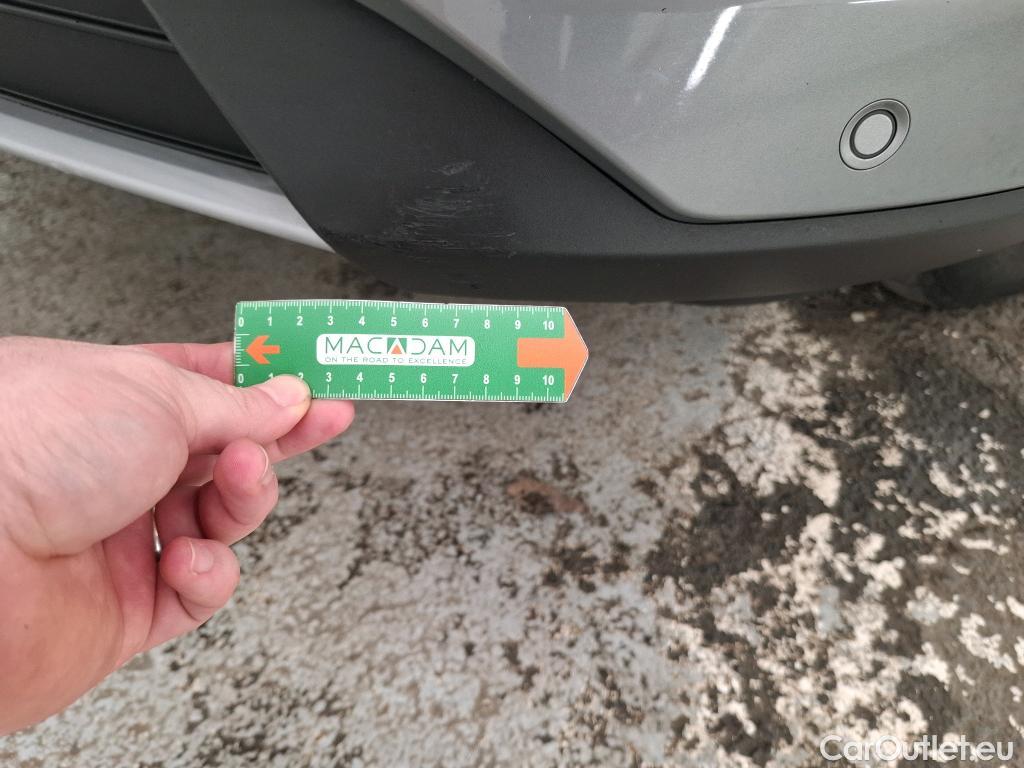 0 1 2 3 4 5 6 7 8 9 10
MACADAM
ON THE ROAD TO EXCELLENCE
0 1 2 3 4 5 6 7 8 9 10
CarOutlet.eu